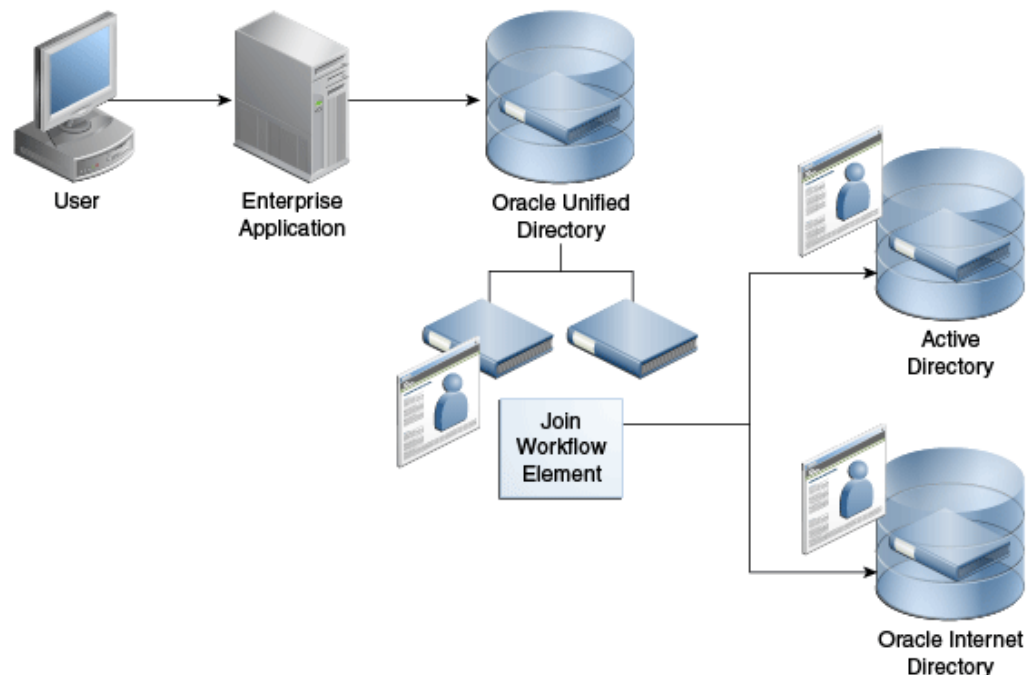 User
Enterprise
Application
Oracle Unified
Directory
Active
Directory
Join
Workflow
Element
Oracle Internet
Directory